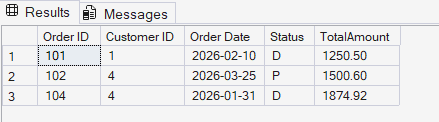 Results Messages
Order ID Customer ID Order Date Status TotalAmount
1 101 1 2026-02-10 D 1250.50
2 102 4 2026-03-25 P 1500.60
3 104 4 2026-01-31 D 1874.92